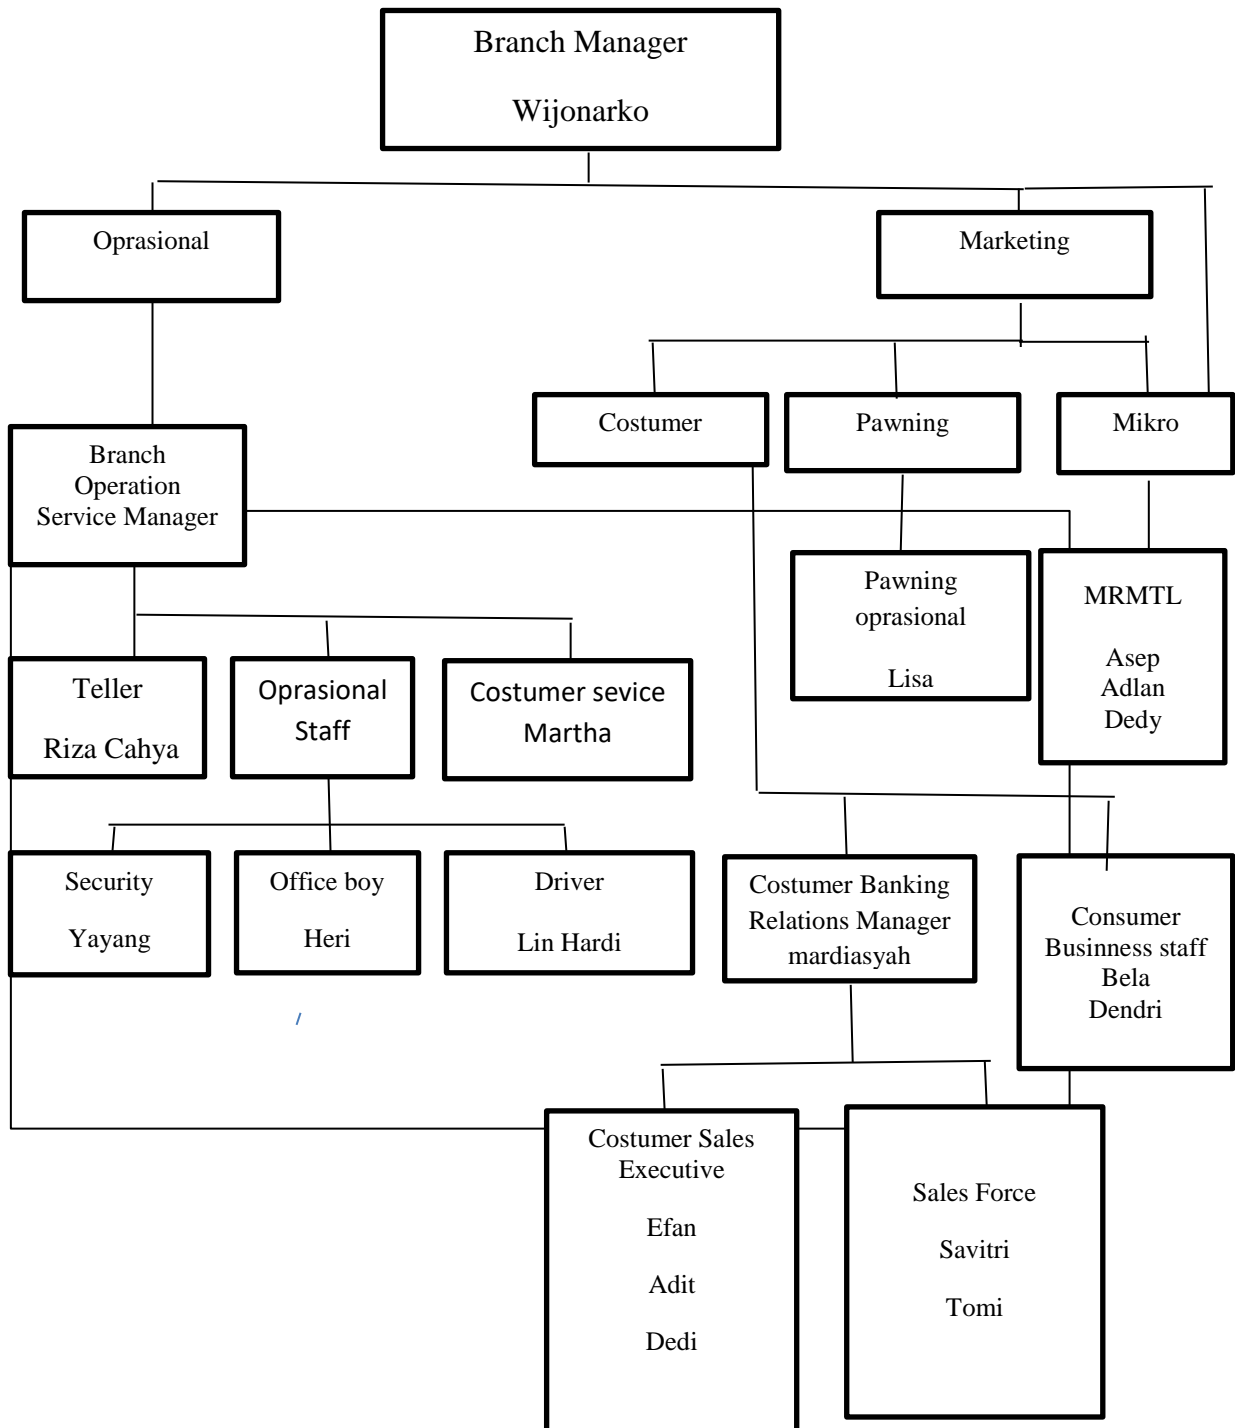 Branch Manager
Wijonarko
Oprasional
Marketing
Costumer
Pawning
Mikro
Branch
Operation
Service Manager
Pawning
oprasional
Lisa
MRMTL
Asep
Adlan
Dedy
Teller
Riza Cahya
Oprasional
Staff
Costumer sevice
Martha
Security
Yayang
Office boy
Heri
Driver
Lin Hardi
Costumer Banking
Relations Manager
mardiasyah
Consumer
Businness staff
Bela
Dendri
Costumer Sales
Executive
Efan
Adit
Dedi
Sales Force
Savitri
Tomi